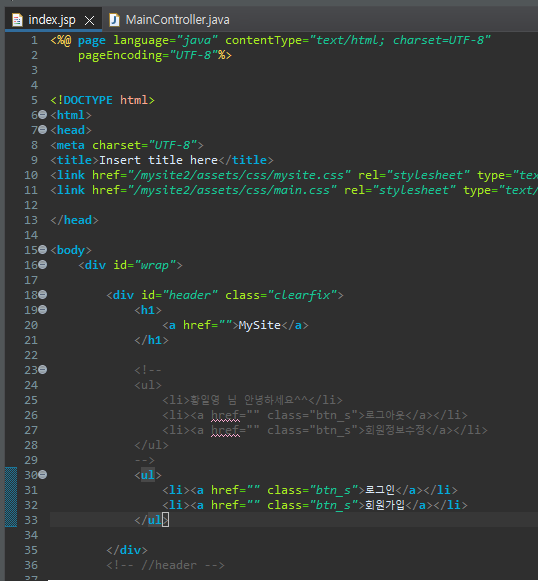 index.jsp MainController.java
1 <%@ page language="java" contentType="text/html; charset=UTF-8"
2 pageEncoding="UTF-8"%>
3
4
5 <!DOCTYPE html>
6 <html>
7 <head>
8 <meta charset="UTF-8">
9 <title>Insert title here</title>
10 <link href="/mysite2/assets/css/mysite.css" rel="stylesheet" type="tex
11 <link href="/mysite2/assets/css/main.css" rel="stylesheet" type="text/
12
13 </head>
14
15 <body>
16 <div id="wrap">
17
18 <div id="header" class="clearfix">
19 <h1>
20 <a href="">MySite</a>
21 </h1>
22
23 <!--
24 <ul>
25 <li>황일영 님 안녕하세요^^</li>
26 <li><a href="" class="btn_s">로그아웃</a></li>
27 <li><a href="" class="btn_s">회원정보수정</a></li>
28 </ul>
29 -->
30 <ul>
31 <li><a href="" class="btn_s">로그인</a></li>
32 <li><a href="" class="btn_s">회원가입</a></li>
33 </ul>
34
35 </div>
36 <!-- //header -->